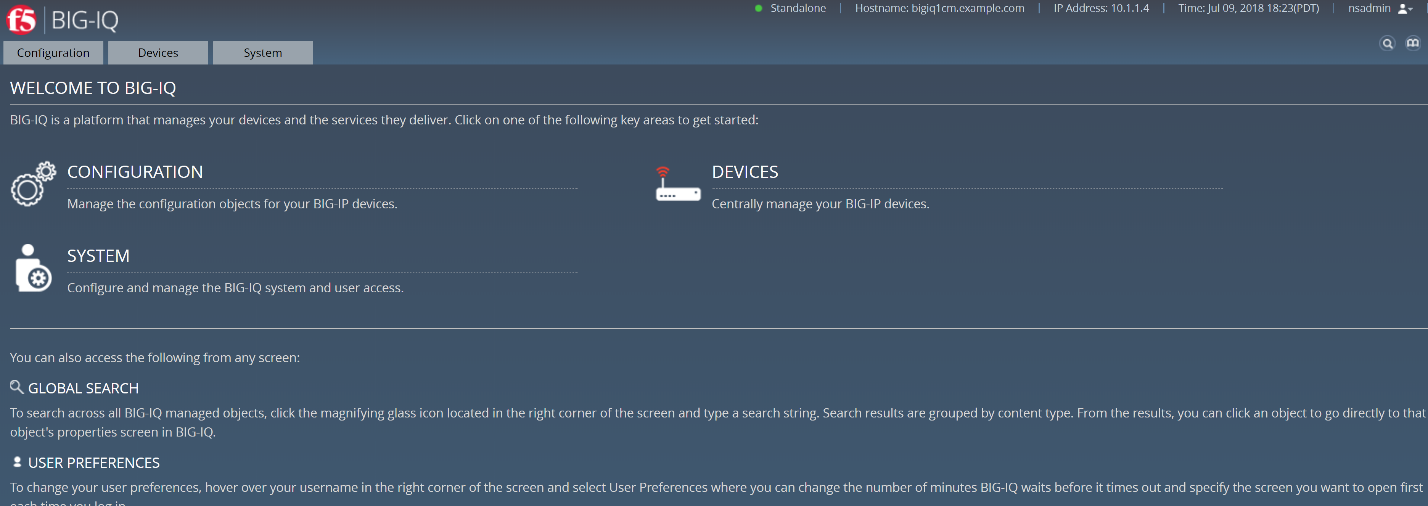 f5 BIG-IQ Standalone | Hostname: bigiq1cm.example.com | IP Address: 10.1.1.4 | Time: Jul 09, 2018 18:23(PDT) | nsadmin
Configuration Devices System
WELCOME TO BIG-IQ
BIG-IQ is a platform that manages your devices and the services they deliver. Click on one of the following key areas to get started:
CONFIGURATION
Manage the configuration objects for your BIG-IP devices.
DEVICES
Centrally manage your BIG-IP devices.
SYSTEM
Configure and manage the BIG-IQ system and user access.
You can also access the following from any screen:
GLOBAL SEARCH
To search across all BIG-IQ managed objects, click the magnifying glass icon located in the right corner of the screen and type a search string. Search results are grouped by content type. From the results, you can click an object to go directly to that
object's properties screen in BIG-IQ.
USER PREFERENCES
To change your user preferences, hover over your username in the right corner of the screen and select User Preferences where you can change the number of minutes BIG-IQ waits before it times out and specify the screen you want to open first
each time you log in.